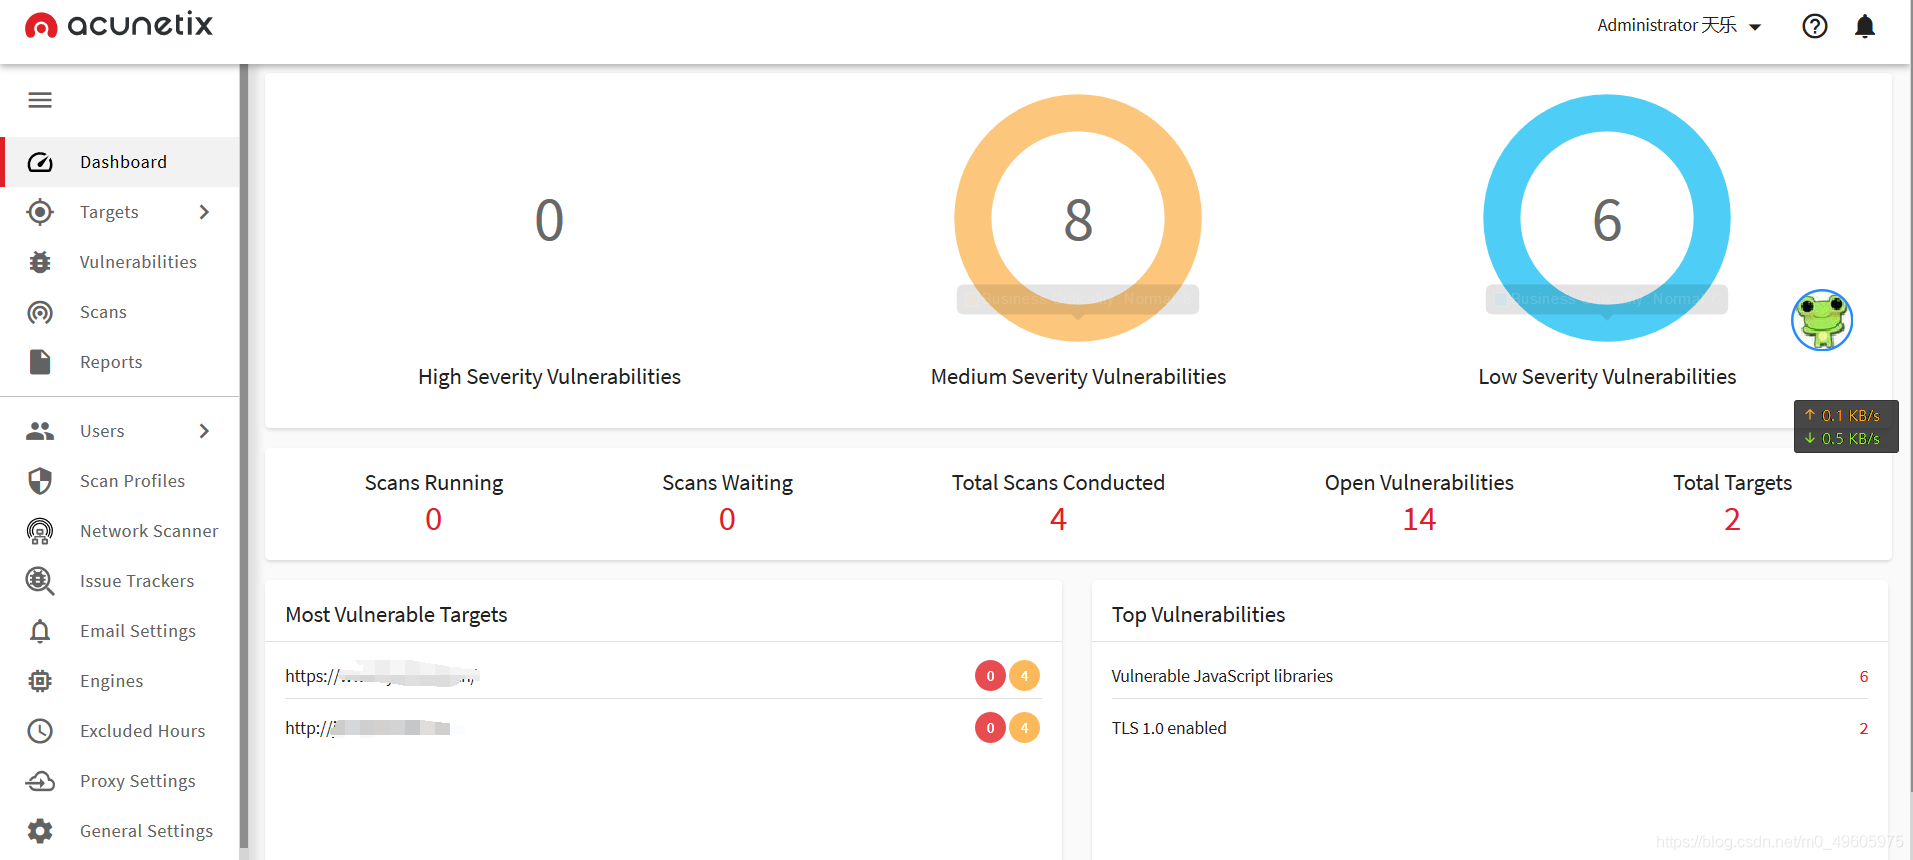 acunetix
Administrator 天乐
Dashboard
Targets
Vulnerabilities
Scans
Reports
Users
Scan Profiles
Network Scanner
Issue Trackers
Email Settings
Engines
Excluded Hours
Proxy Settings
General Settings
0
High Severity Vulnerabilities
8
Medium Severity Vulnerabilities
6
Low Severity Vulnerabilities
↑ 0.1 KB/s
↓ 0.5 KB/s
Scans Running
0
Scans Waiting
0
Total Scans Conducted
4
Open Vulnerabilities
14
Total Targets
2
Most Vulnerable Targets
https://
0 4
http://
0 4
Top Vulnerabilities
Vulnerable JavaScript libraries 6
TLS 1.0 enabled 2
https://blog.csdn.net/m0_49605975